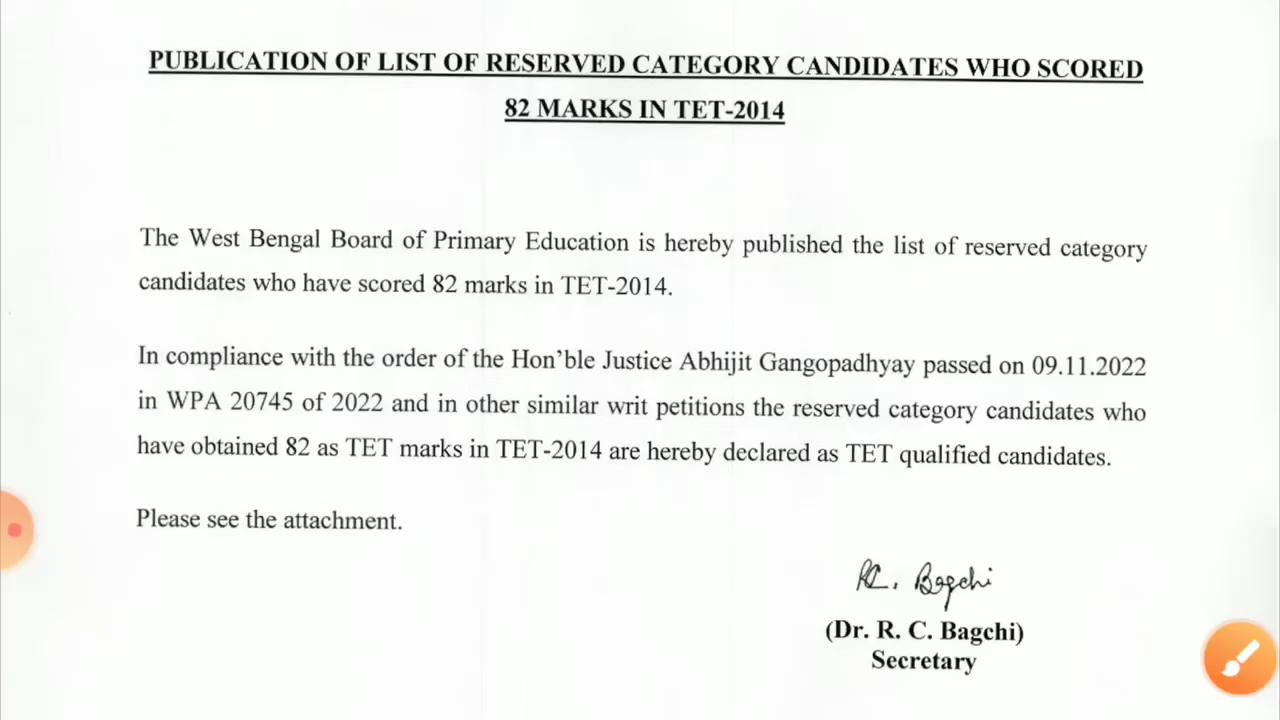 PUBLICATION OF LIST OF RESERVED CATEGORY CANDIDATES WHO SCORED
82 MARKS IN TET-2014
The West Bengal Board of Primary Education is hereby published the list of reserved category
candidates who have scored 82 marks in TET-2014.
In compliance with the order of the Hon’ble Justice Abhijit Gangopadhyay passed on 09.11.2022
in WPA 20745 of 2022 and in other similar writ petitions the reserved category candidates who
have obtained 82 as TET marks in TET-2014 are hereby declared as TET qualified candidates.
Please see the attachment.
RC. Bagchi
(Dr. R. C. Bagchi)
Secretary